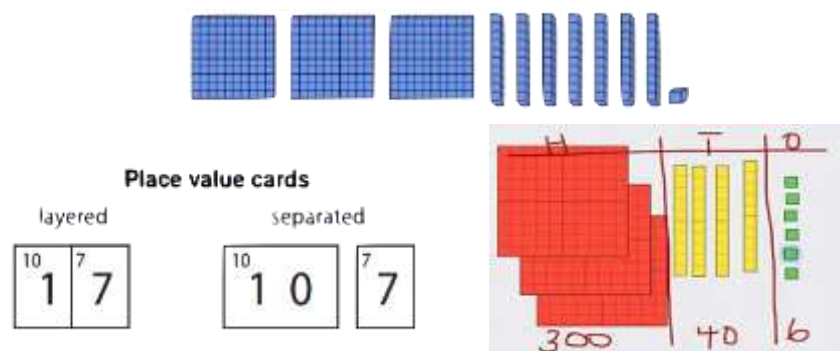 H T O
Place value cards
layered separated
10 7 10 7
1 7 1 0 7
300 40 6